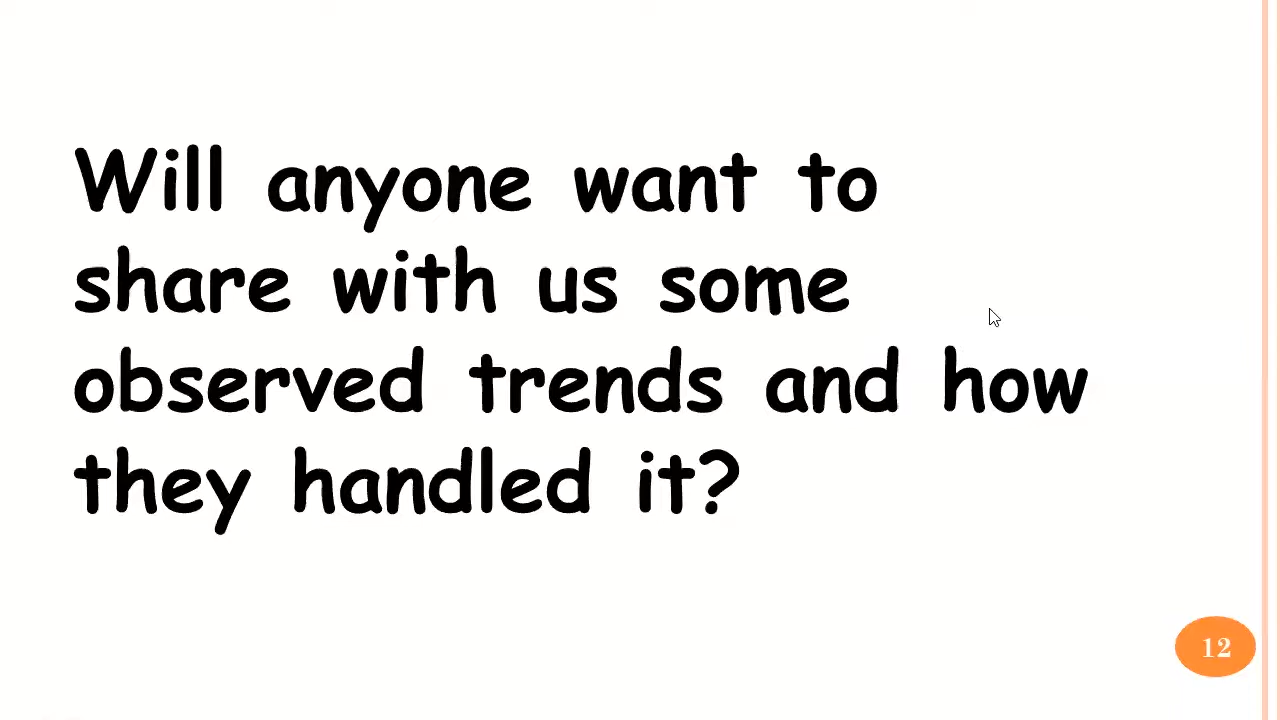 Will anyone want to
share with us some
observed trends and how
they handled it?
12